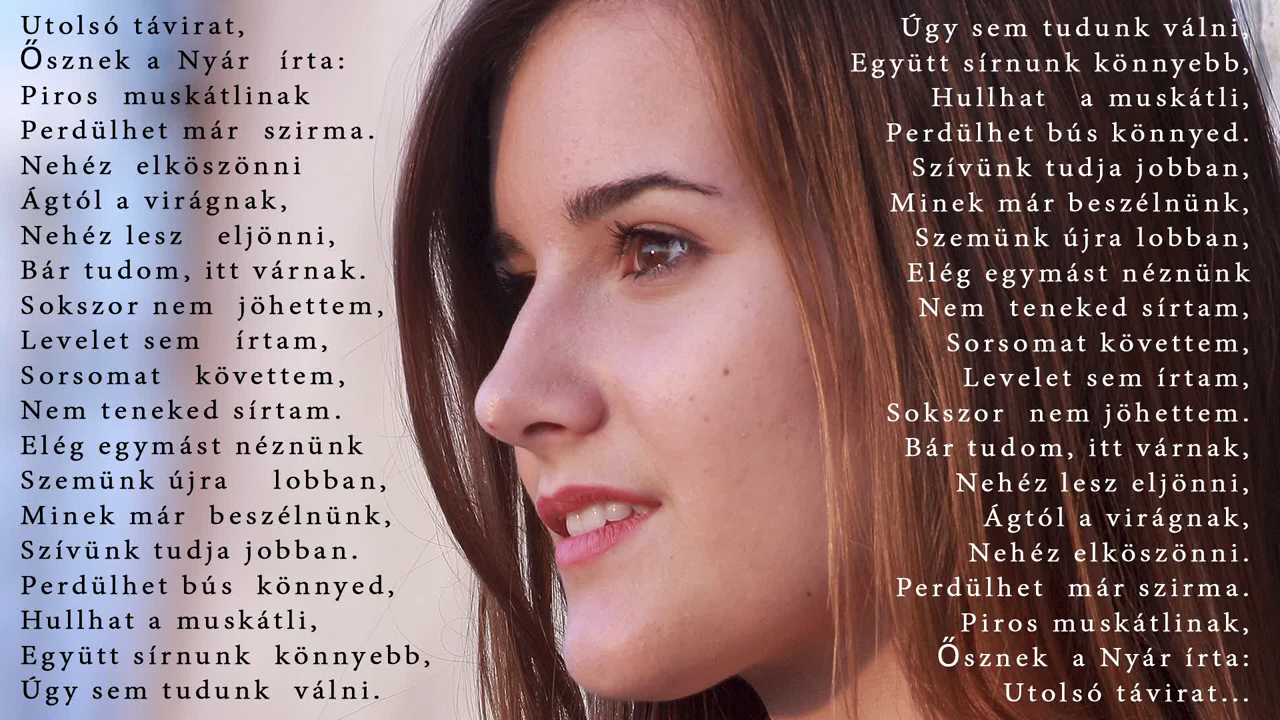 Utolsó távirat,
Ősznek a Nyár írta:
Piros muskátlinak
Perdülhet már szirma.
Nehéz elköszönni
Ágtól a virágnak,
Nehéz lesz eljönni,
Bár tudom, itt várnak.
Sokszor nem jöhettem,
Levelet sem írtam,
Sorsomat követtem,
Nem teneked sírtam.
Elég egymást néznünk
Szemünk újra lobban,
Minek már beszélnünk,
Szívünk tudja jobban.
Perdülhet bús könnyed,
Hullhat a muskátli,
Együtt sírnunk könnyebb,
Úgy sem tudunk válni.
Úgy sem tudunk válni,
Együtt sírnunk könnyebb,
Hullhat a muskátli,
Perdülhet bús könnyed.
Szívünk tudja jobban,
Minek már beszélnünk,
Szemünk újra lobban,
Elég egymást néznünk
Nem teneked sírtam,
Sorsomat követtem,
Levelet sem írtam,
Sokszor nem jöhettem.
Bár tudom, itt várnak,
Nehéz lesz eljönni,
Ágtól a virágnak,
Nehéz elköszönni.
Perdülhet már szirma.
Piros muskátlinak,
Ősznek a Nyár írta:
Utolsó távirat...